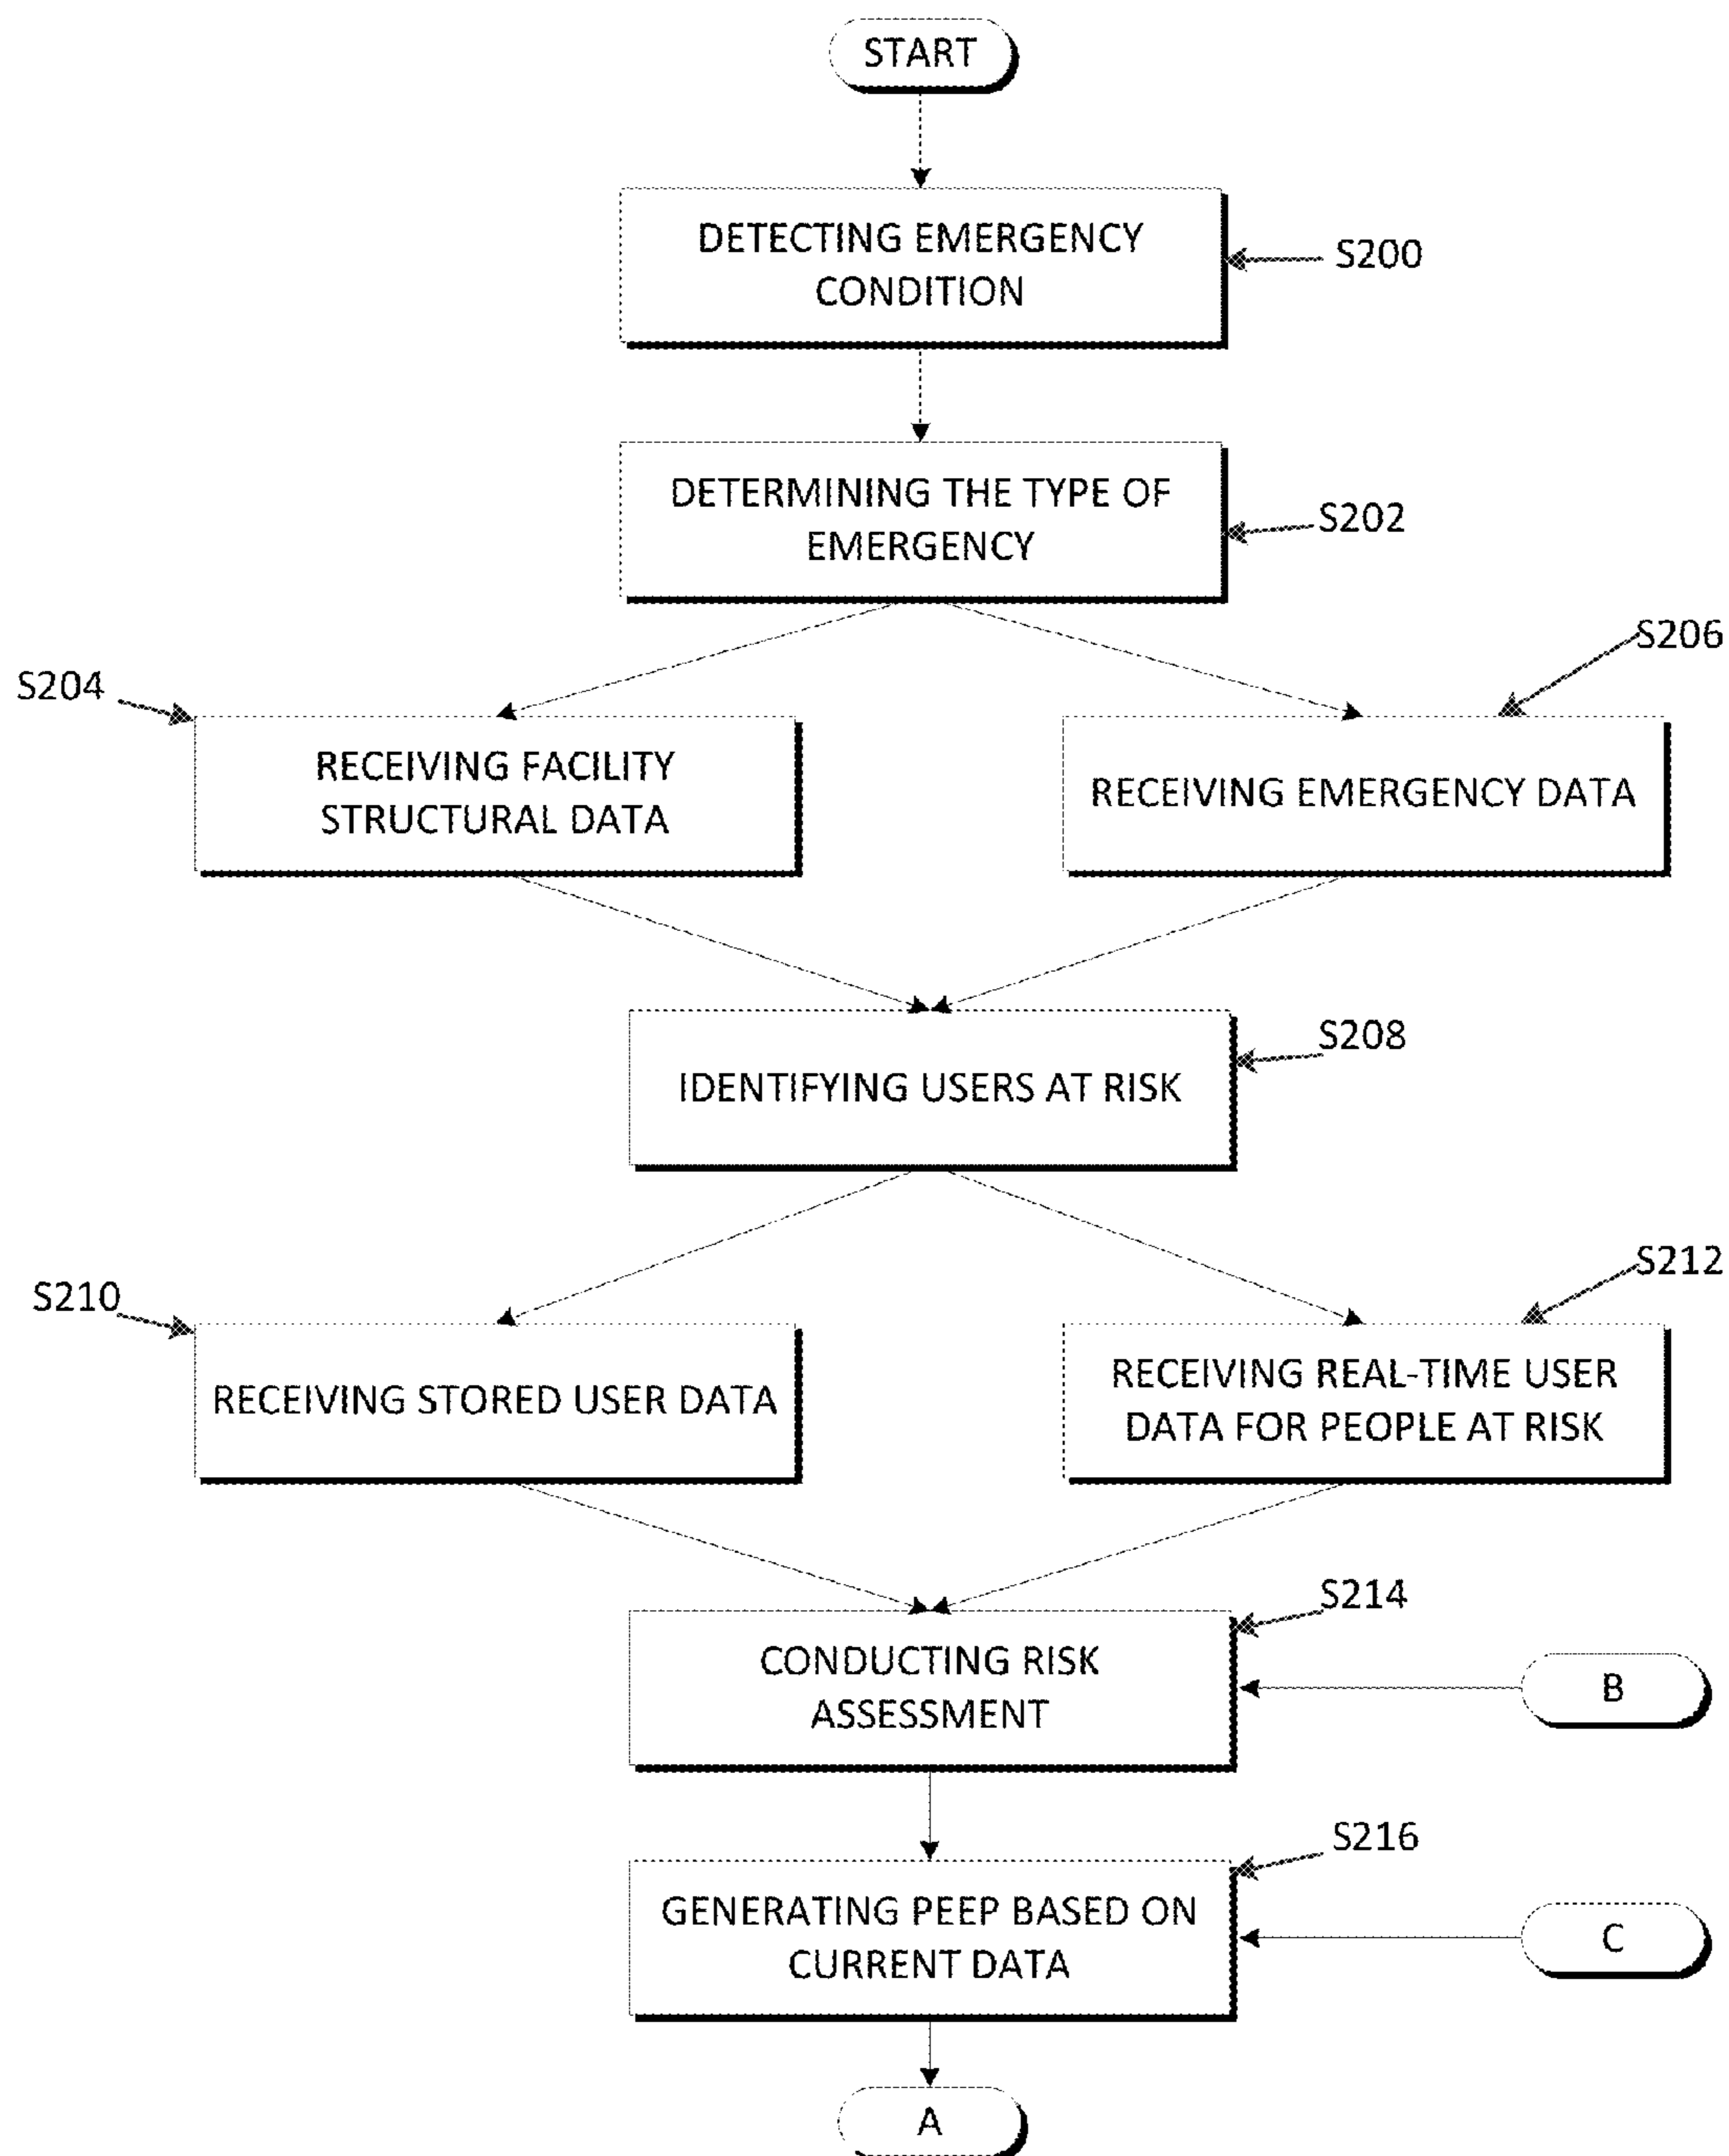 START
DETECTING EMERGENCY
CONDITION
S200
DETERMINING THE TYPE OF
EMERGENCY
S202
S204
S206
RECEIVING FACILITY
STRUCTURAL DATA
RECEIVING EMERGENCY DATA
IDENTIFYING USERS AT RISK
S208
S210
S212
RECEIVING STORED USER DATA
RECEIVING REAL-TIME USER
DATA FOR PEOPLE AT RISK
CONDUCTING RISK
ASSESSMENT
S214
B
GENERATING PEEP BASED ON
CURRENT DATA
S216
C
A